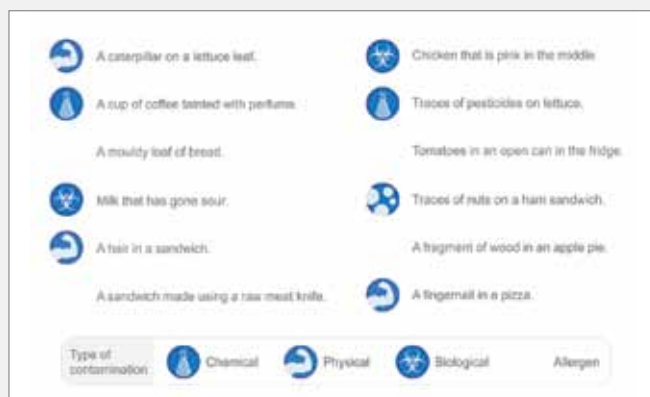 A caterpillar on a lettuce leaf.
A cup of coffee tainted with perfume.
A mouldy loaf of bread.
Milk that has gone sour.
A hair in a sandwich.
A sandwich made using a raw meat knife.
Chicken that is pink in the middle
Traces of pesticides on lettuce.
Tomatoes in an open can in the fridge.
Traces of nuts on a ham sandwich.
A fragment of wood in an apple pie.
A fingernail in a pizza.
Type of
contamination
Chemical
Physical
Biological
Allergen